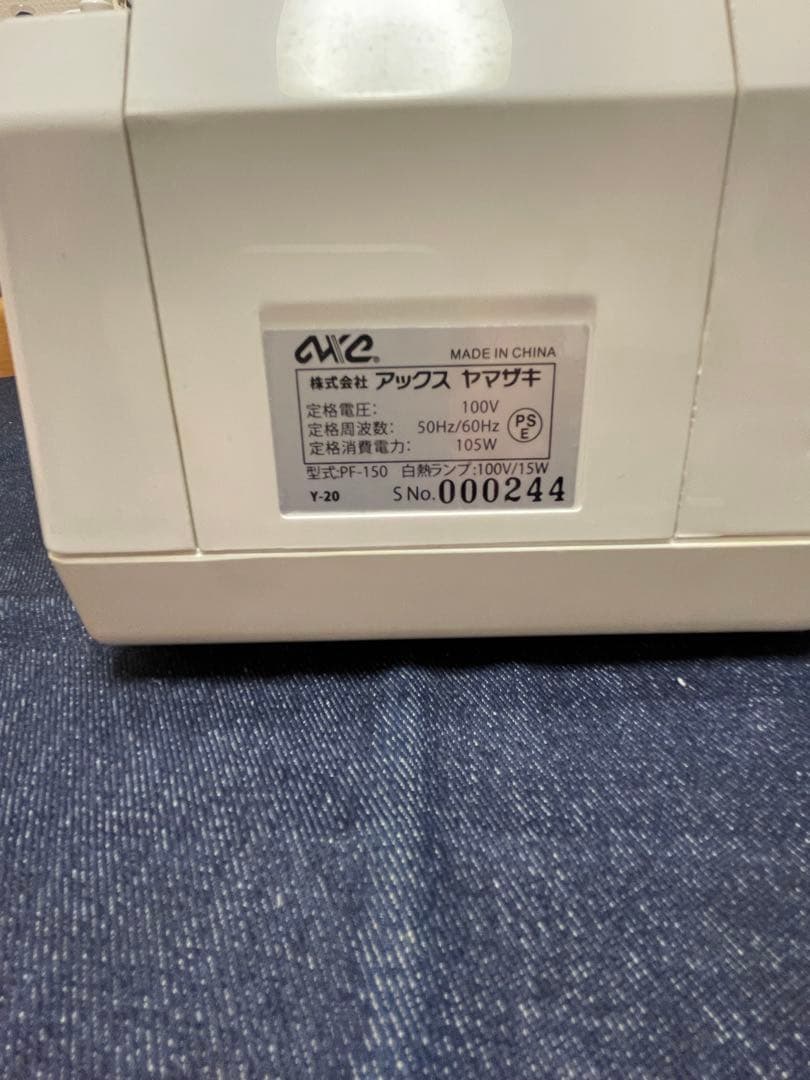 axe® MADE IN CHINA
株式会社 アックス ヤマザキ
定格電圧: 100V
定格周波数: 50Hz/60Hz
定格消費電力: 105W
PS
E
型式:PF-150 白熱ランプ:100V/15W
Y-20 S No. 000244